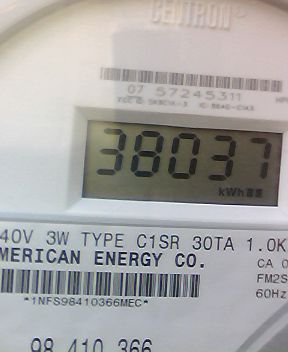 CENTRON®
07 57245311
38037
kWh
40V 3W TYPE C1SR 30TA 1.0K
MERICAN ENERGY CO.
CA 0
FM2S
60Hz
*1NFS98410366MEC*
98 410 366